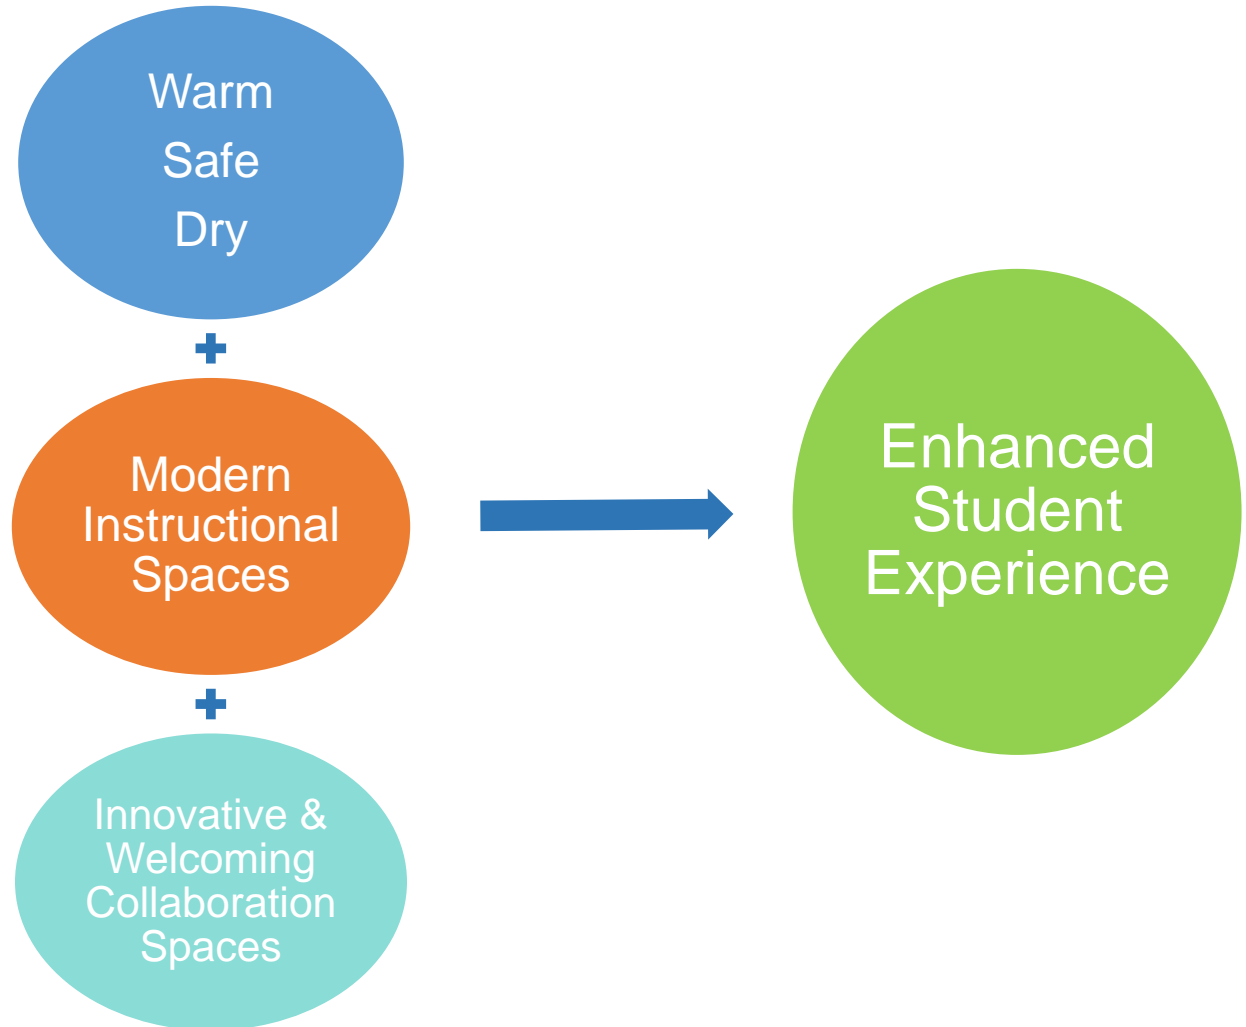 Warm
Safe
Dry
Modern
Instructional
Spaces
Innovative &
Welcoming
Collaboration
Spaces
Enhanced
Student
Experience